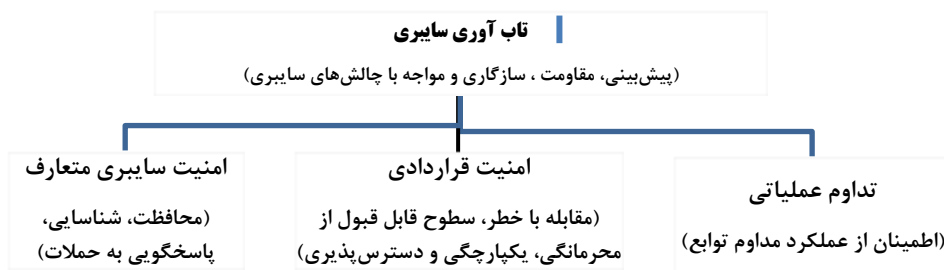 تاب آوری سایبری
(پیش‌بینی، مقاومت ، سازگاری و مواجه با چالش‌های سایبری)
تداوم عملیاتی
(اطمینان از عملکرد مداوم توابع)
امنیت قراردادی
(مقابله با خطر، سطوح قابل قبول از
محرمانگی، یکپارچگی و دسترس‌پذیری)
امنیت سایبری متعارف
(محافظت، شناسایی،
پاسخگویی به حملات)